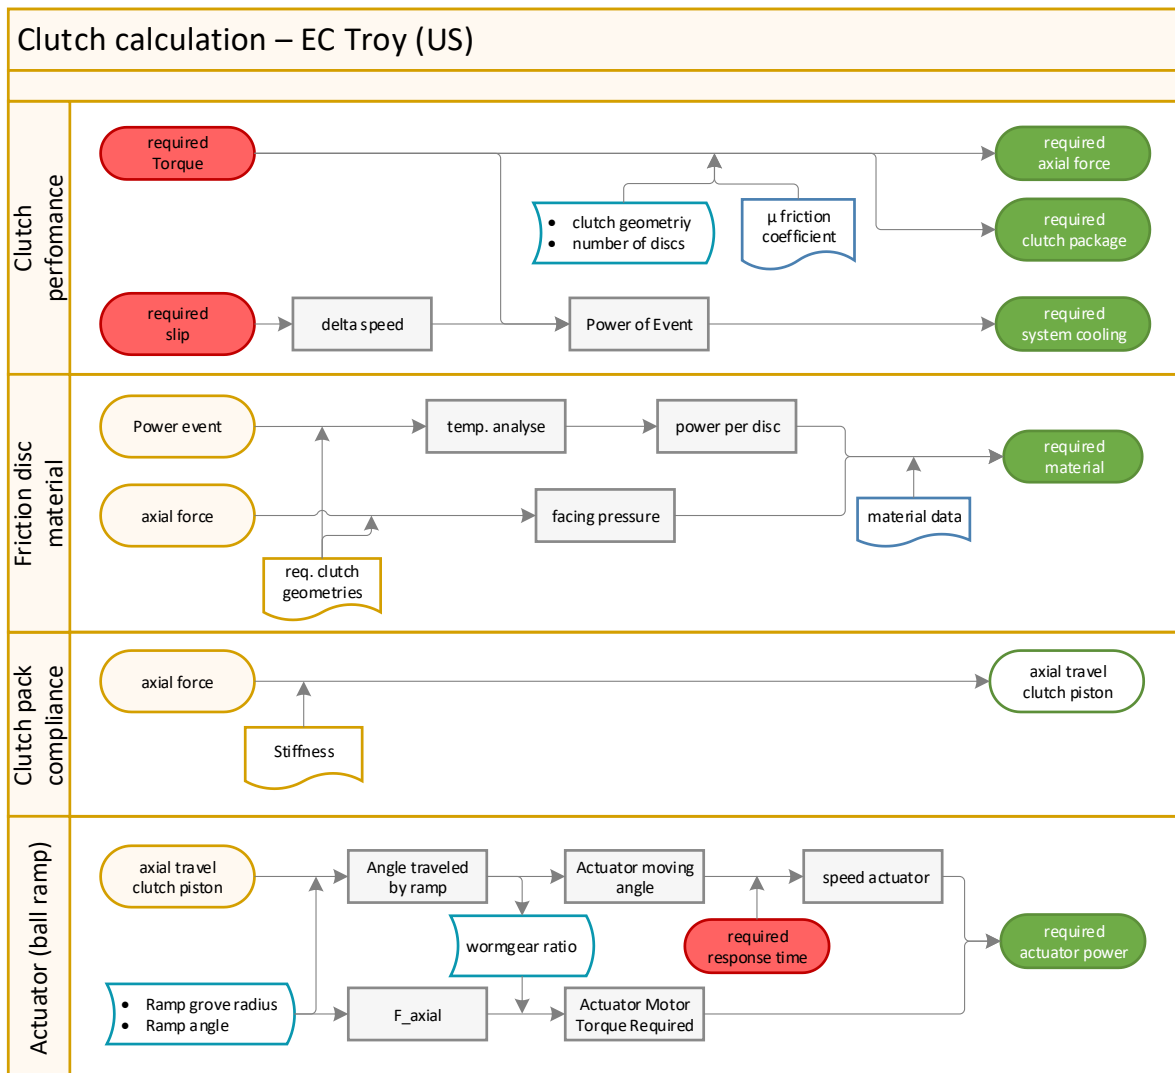 Clutch calculation – EC Troy (US)
Clutch
perfomance
required
Torque
required
axial force
• clutch geometriy
• number of discs
µ friction
coefficient
required
clutch package
required
slip
delta speed
Power of Event
required
system cooling
Friction disc
material
Power event
temp. analyse
power per disc
required
material
axial force
facing pressure
material data
req. clutch
geometries
Clutch pack
compliance
axial force
axial travel
clutch piston
Stiffness
Actuator (ball ramp)
axial travel
clutch piston
Angle traveled
by ramp
Actuator moving
angle
speed actuator
wormgear ratio
required
response time
required
actuator power
• Ramp grove radius
• Ramp angle
F_axial
Actuator Motor
Torque Required